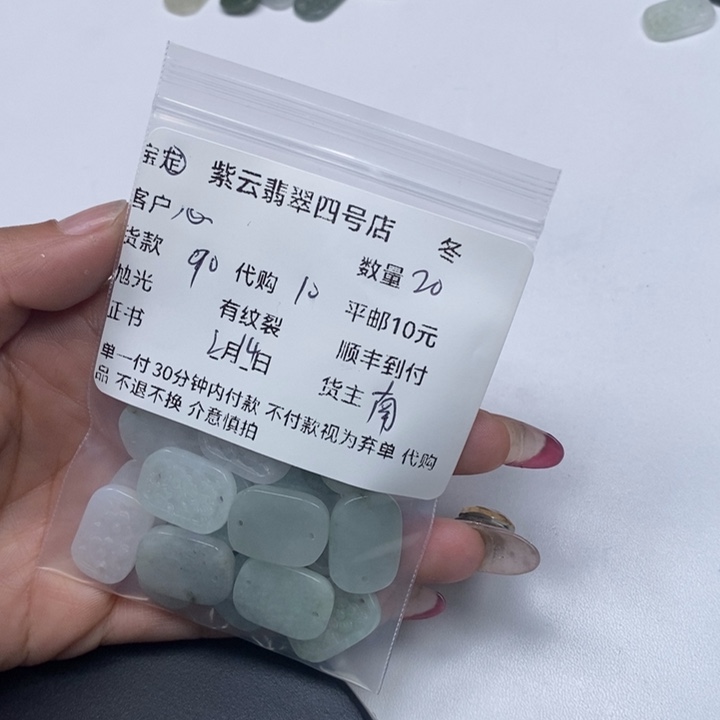 紫云翡翠四号店 冬
客户 心
货款 90 代购 10 数量 20
抛光 有纹裂 平邮10元
证书 2月14日 顺丰到付
货主 南
单一付 30分钟内付款 不付款视为弃单 代购
品 不退不换 介意慎拍